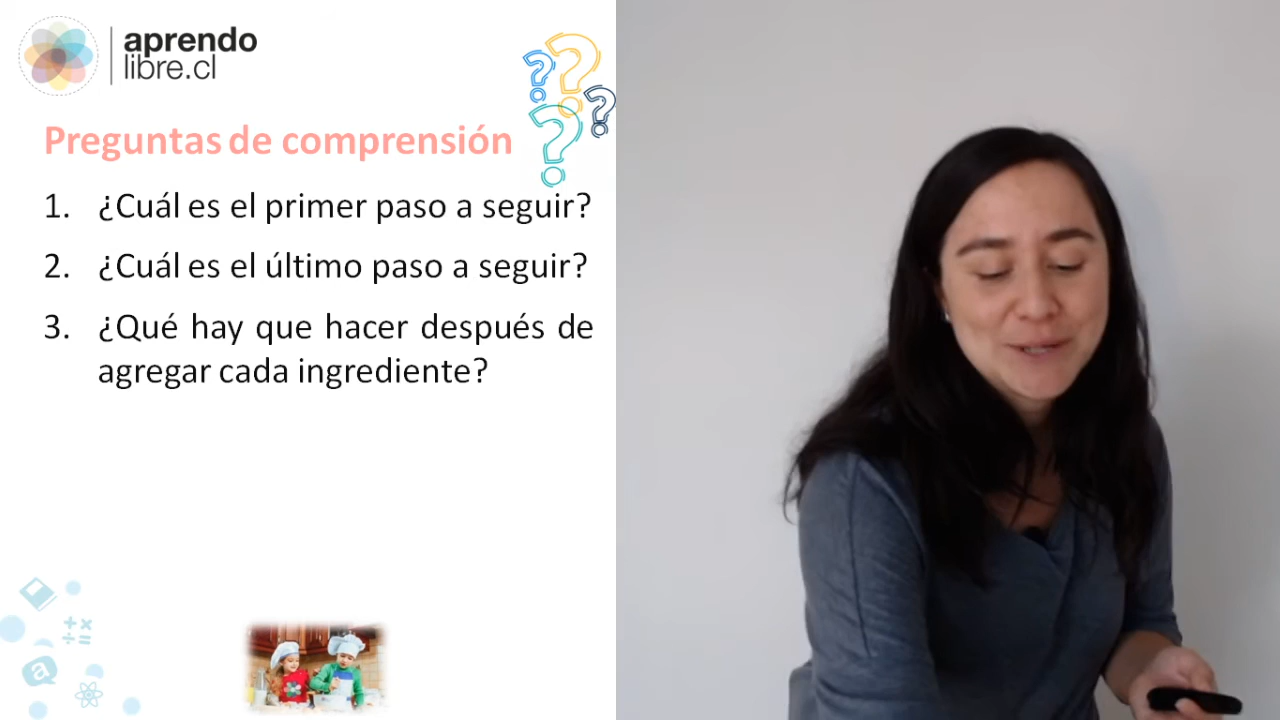 aprendo
libre.cl
Preguntas de comprensión
1. ¿Cuál es el primer paso a seguir?
2. ¿Cuál es el último paso a seguir?
3. ¿Qué hay que hacer después de
agregar cada ingrediente?